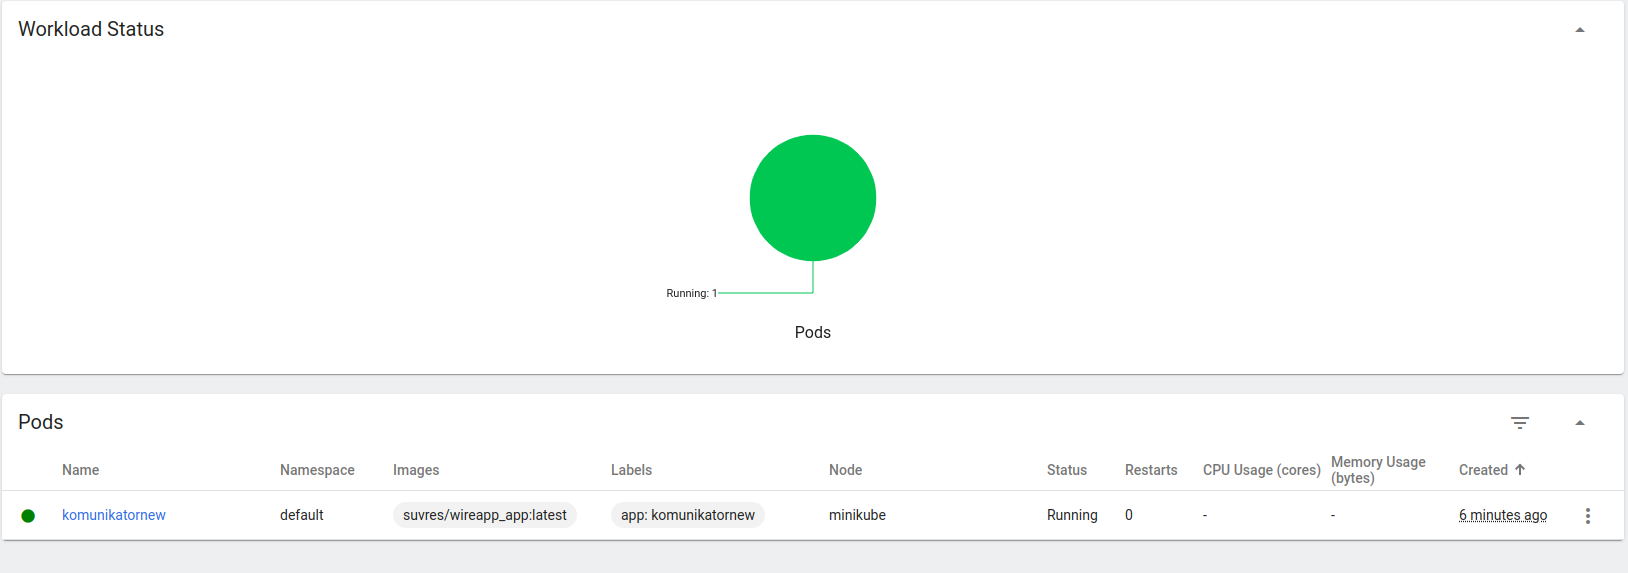 Workload Status
Running: 1
Pods
Pods
Name Namespace Images Labels Node Status Restarts CPU Usage (cores) Memory Usage (bytes) Created
komunikatornew default suvres/wireapp_app:latest app: komunikatornew minikube Running 0 - - 6 minutes ago